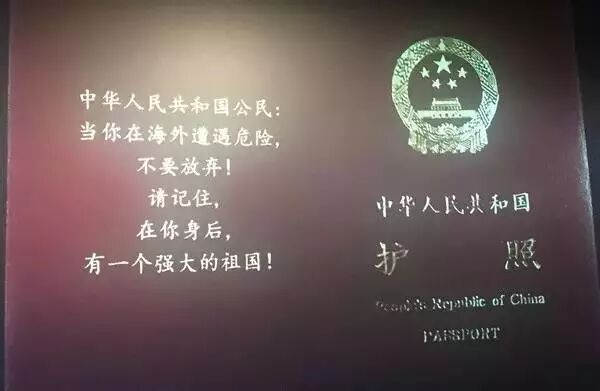 中华人民共和国公民：
当你在海外遭遇危险，
不要放弃！
请记住，
在你身后，
有一个强大的祖国！
中华人民共和国
护照
People's Republic of China
PASSPORT